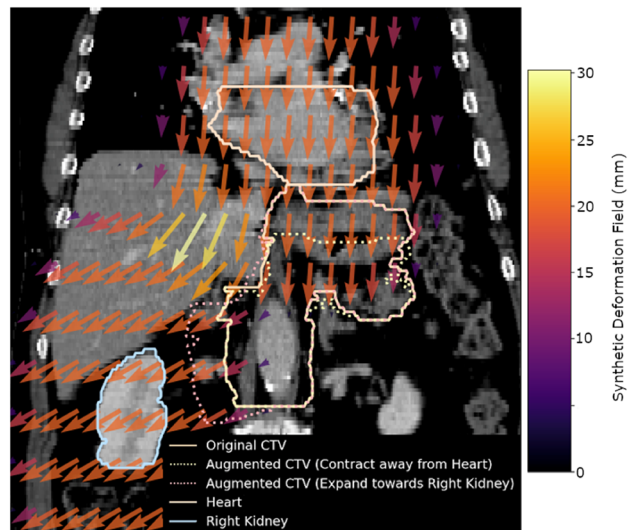 30
25
20
15
10
5
0
Synthetic Deformation Field (mm)
Original CTV
Augmented CTV (Contract away from Heart)
Augmented CTV (Expand towards Right Kidney)
Heart
Right Kidney